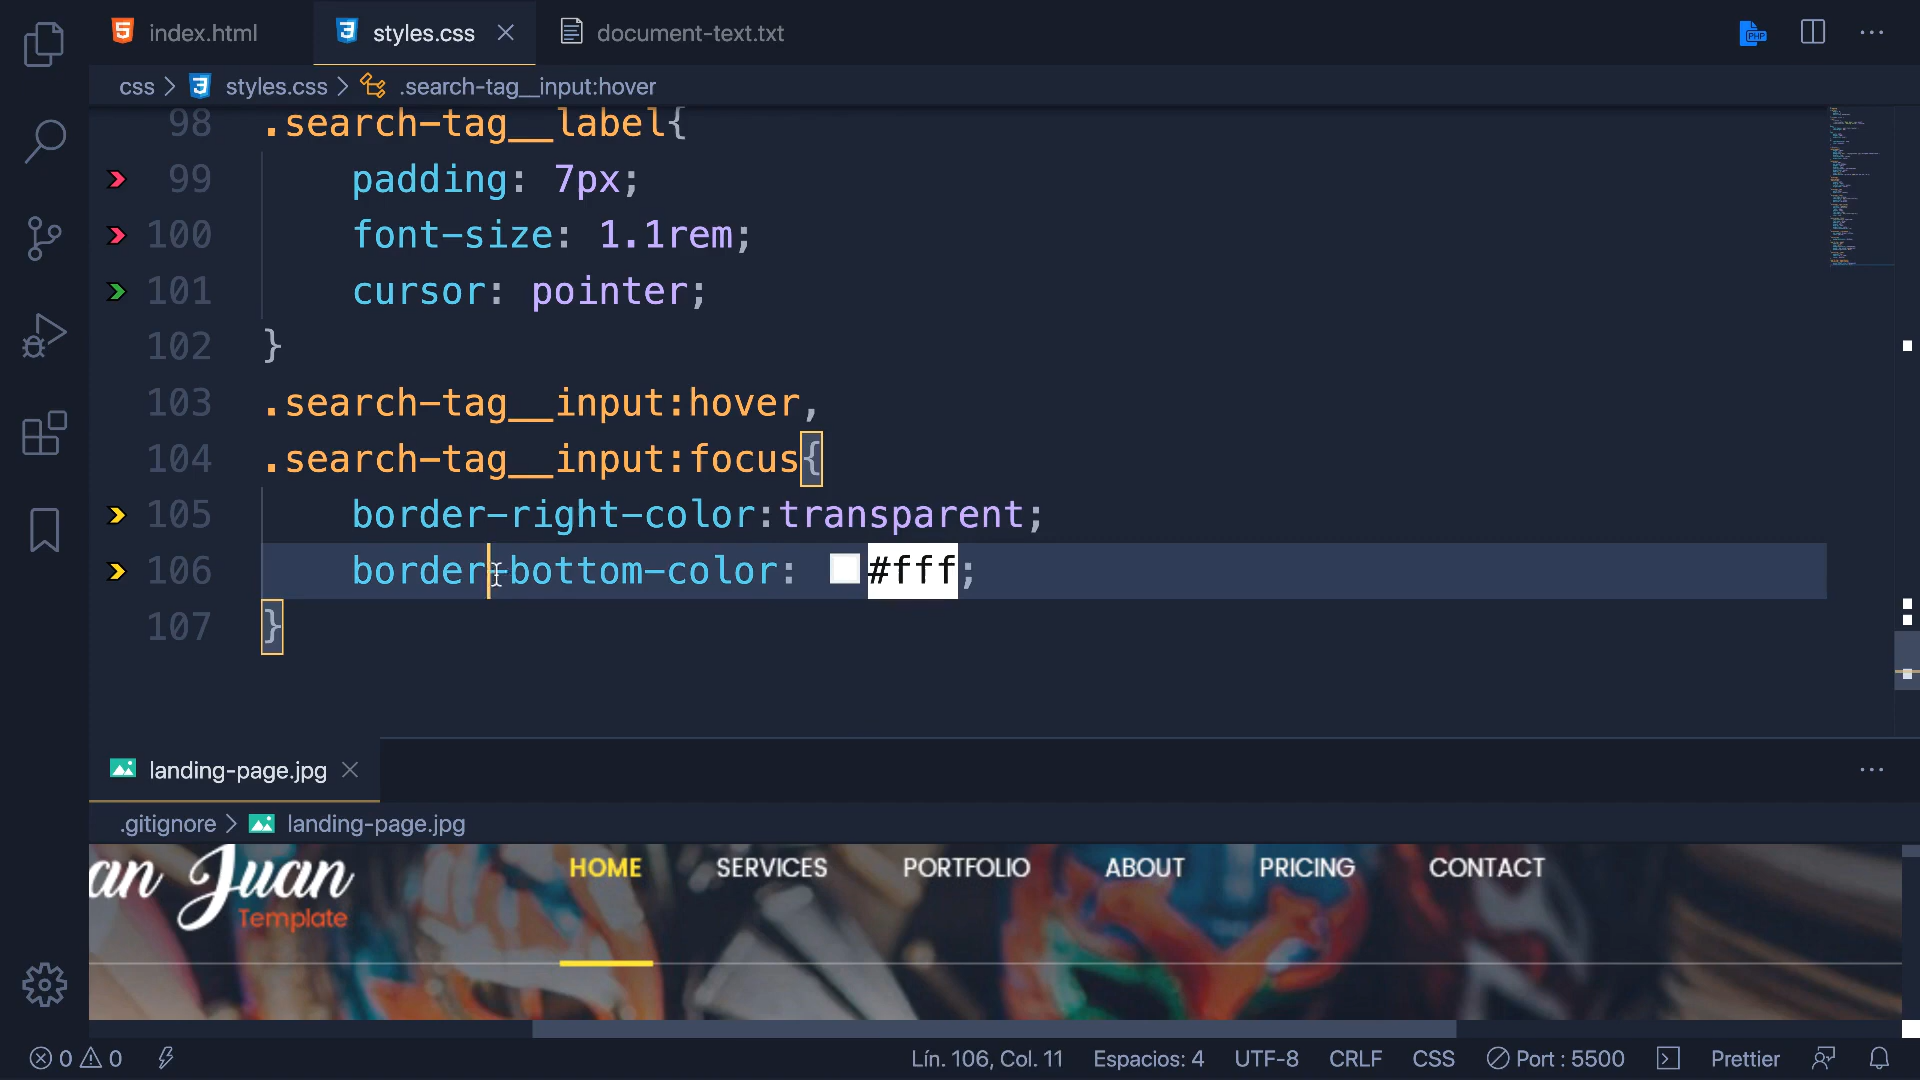 index.html
styles.css
document-text.txt
PHP
css > styles.css > .search-tag__input:hover
98 .search-tag__label{
99 padding: 7px;
100 font-size: 1.1rem;
101 cursor: pointer;
102 }
103 .search-tag__input:hover,
104 .search-tag__input:focus{
105 border-right-color:transparent;
106 border-bottom-color: #fff;
107 }
landing-page.jpg
.gitignore > landing-page.jpg
an Juan
Template
HOME SERVICES PORTFOLIO ABOUT PRICING CONTACT
0 0 Lín. 106, Col. 11 Espacios: 4 UTF-8 CRLF CSS Port : 5500 Prettier